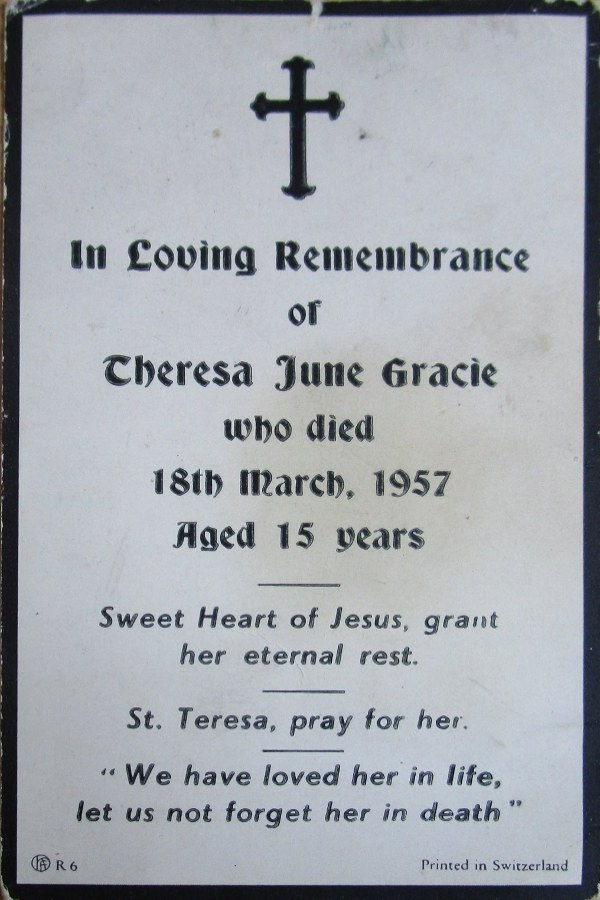 In Loving Remembrance
of
Theresa June Gracie
who died
18th March, 1957
Aged 15 years
Sweet Heart of Jesus, grant
her eternal rest.
St. Teresa, pray for her.
“We have loved her in life,
let us not forget her in death”
R 6
Printed in Switzerland